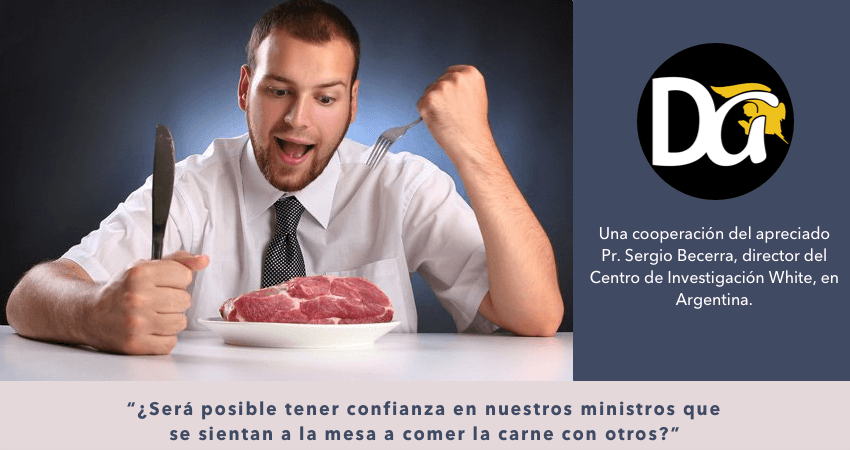 Da
Una cooperación del apreciado
Pr. Sergio Becerra, director del
Centro de Investigación White, en
Argentina.
“¿Será posible tener confianza en nuestros ministros que
se sientan a la mesa a comer la carne con otros?”